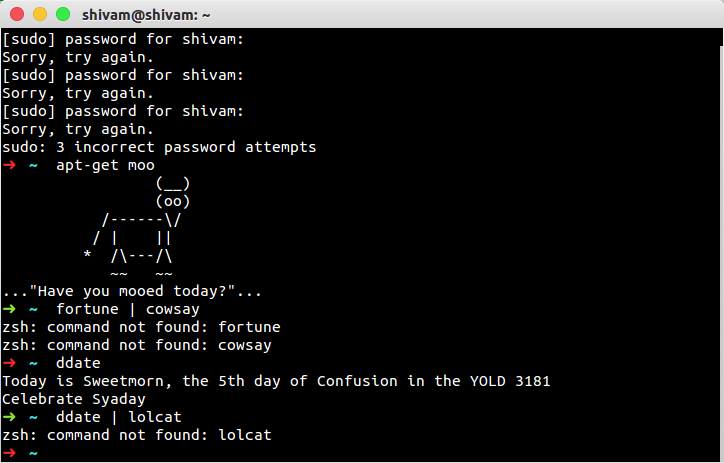 shivam@shivam: ~
[sudo] password for shivam:
Sorry, try again.
[sudo] password for shivam:
Sorry, try again.
[sudo] password for shivam:
Sorry, try again.
sudo: 3 incorrect password attempts
➜  ~  apt-get moo
                 (__)
                 (oo)
           /------\/
          / |    ||
         *  /\---/\
            ~~   ~~
..."Have you mooed today?"...
➜  ~  fortune | cowsay
zsh: command not found: fortune
zsh: command not found: cowsay
➜  ~  ddate
Today is Sweetmorn, the 5th day of Confusion in the YOLD 3181
Celebrate Syaday
➜  ~  ddate | lolcat
zsh: command not found: lolcat
➜  ~